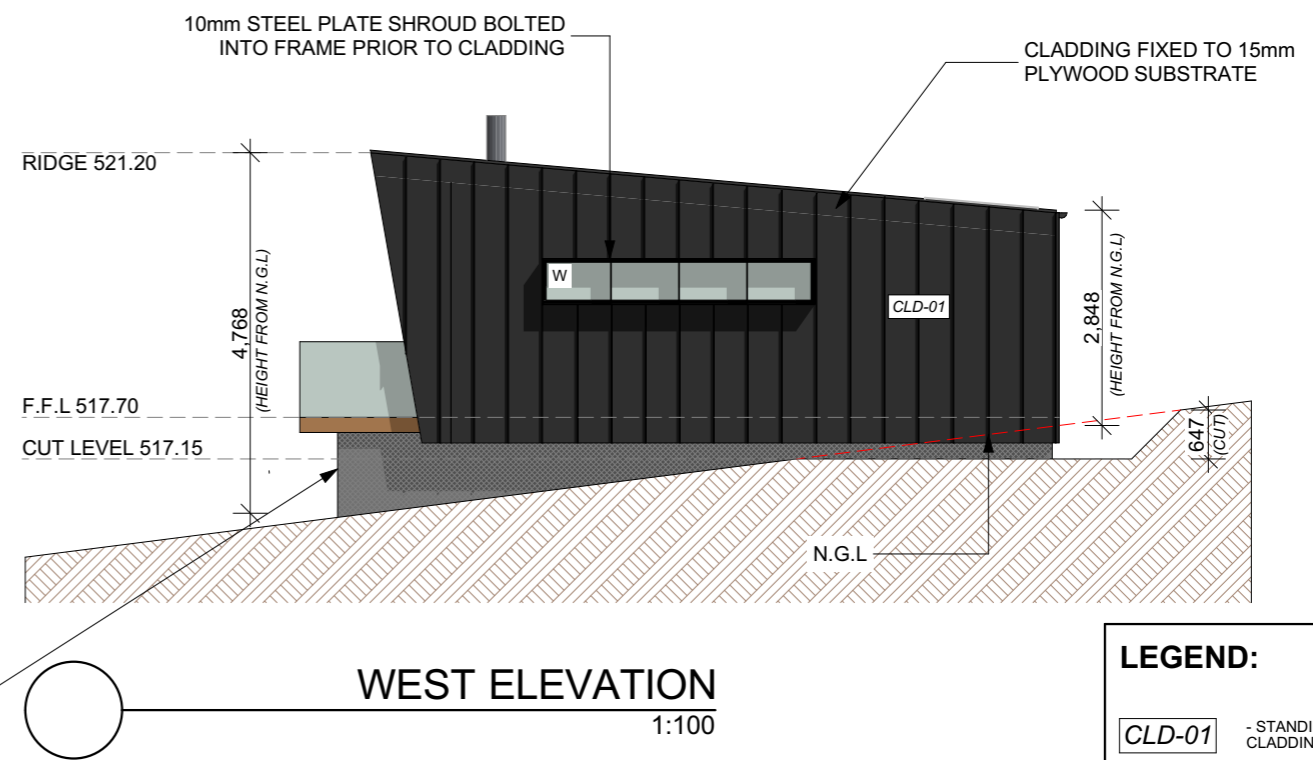 10mm STEEL PLATE SHROUD BOLTED
INTO FRAME PRIOR TO CLADDING
CLADDING FIXED TO 15mm
PLYWOOD SUBSTRATE
RIDGE 521.20
4,768
(HEIGHT FROM N.G.L)
W
CLD-01
2,848
(HEIGHT FROM N.G.L)
F.F.L 517.70
CUT LEVEL 517.15
647
(CUT)
N.G.L
WEST ELEVATION
1:100
LEGEND:
CLD-01
- STANDI
CLADDIN